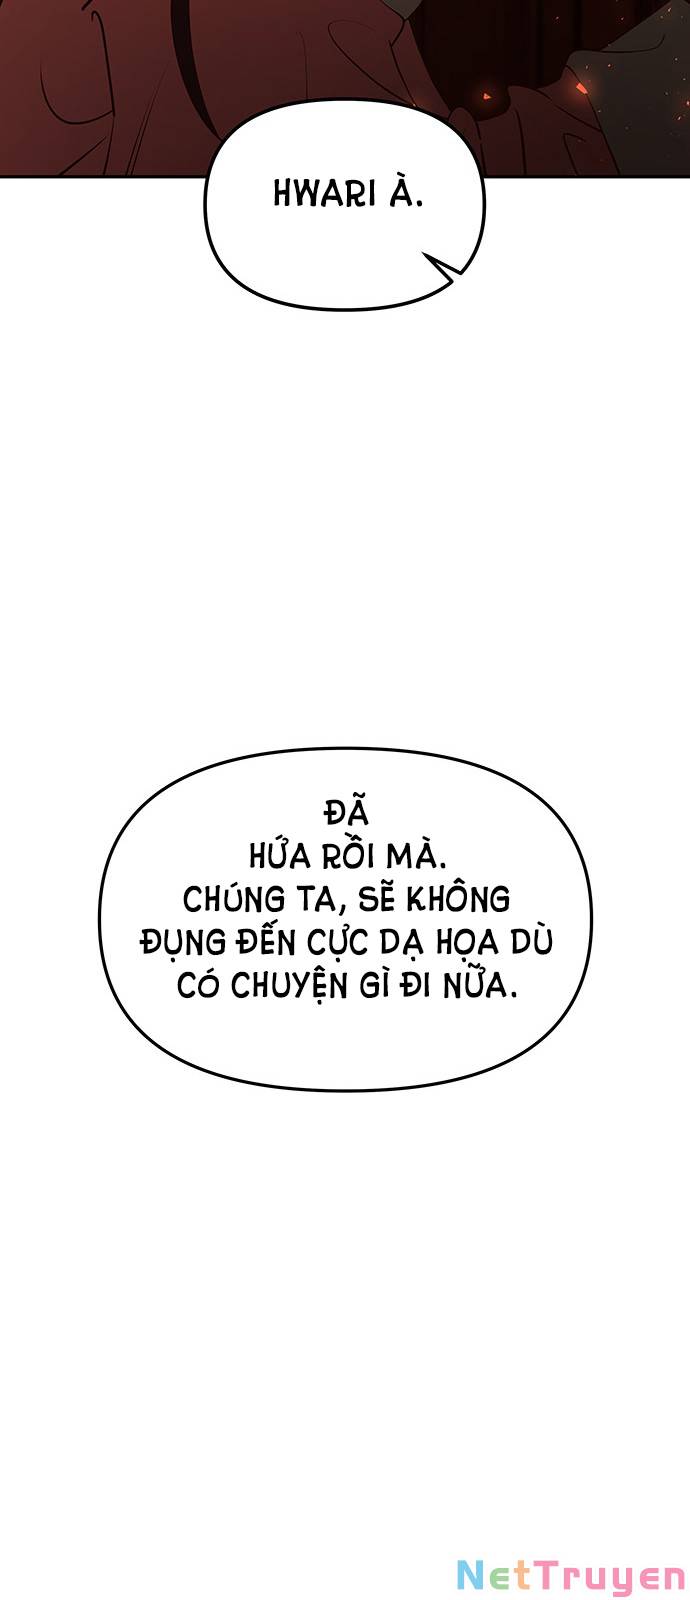 HWARI À.
ĐÃ
HỨA RỒI MÀ.
CHÚNG TA, SẼ KHÔNG
ĐỤNG ĐẾN CỰC DẠ HỌA DÙ
CÓ CHUYỆN GÌ ĐI NỮA.
NetTruyen